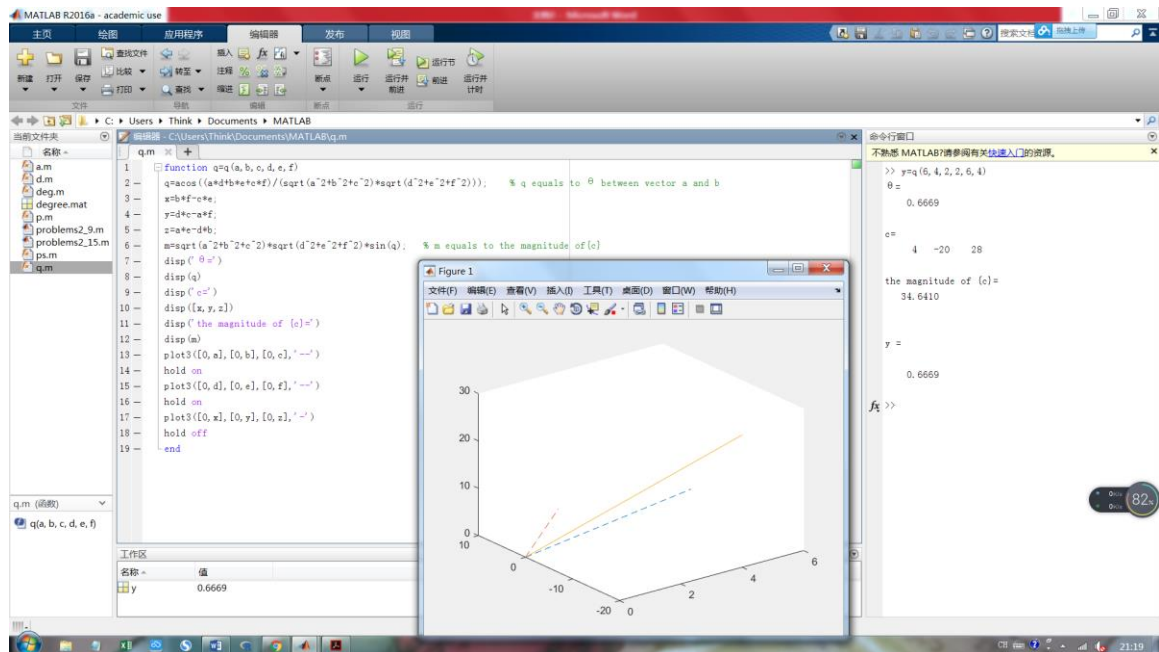 MATLAB R2016a - academic use
主页 绘图 应用程序 编辑器 发布 视图
搜索文档 拖拽上传
新建 打开 保存 查找文件 比较 打印 转至 查找 插入 fx 注释 缩进 断点 运行 运行并前进 运行节 前进 运行并计时
文件 导航 编辑 断点 运行
C: Users Think Documents MATLAB
当前文件夹
名称
a.m
d.m
deg.m
degree.mat
p.m
problems2_9.m
problems2_15.m
ps.m
q.m
q.m (函数)
q(a, b, c, d, e, f)
编辑器 - C:\Users\Think\Documents\MATLAB\q.m
q.m
1 function q=q(a,b,c,d,e,f)
2 q=acos((a*d+b*e+c*f)/(sqrt(a^2+b^2+c^2)*sqrt(d^2+e^2+f^2))); % q equals to θ between vector a and b
3 x=b*f-c*e;
4 y=d*c-a*f;
5 z=a*e-d*b;
6 m=sqrt(a^2+b^2+c^2)*sqrt(d^2+e^2+f^2)*sin(q); % m equals to the magnitude of{c}
7 disp('θ=')
8 disp(q)
9 disp('c=')
10 disp([x,y,z])
11 disp('the magnitude of {c}=')
12 disp(m)
13 plot3([0,a],[0,b],[0,c],'--')
14 hold on
15 plot3([0,d],[0,e],[0,f],'--')
16 hold on
17 plot3([0,x],[0,y],[0,z],'-')
18 hold off
19 end
工作区
名称 值
y 0.6669
Figure 1
文件(F) 编辑(E) 查看(V) 插入(I) 工具(T) 桌面(D) 窗口(W) 帮助(H)
30
20
10
0
10
0
-10
-20
0
2
4
6
命令行窗口
不熟悉 MATLAB?请参阅有关快速入门的资源。
>> y=q(6,4,2,2,6,4)
θ=
0.6669
c=
4 -20 28
the magnitude of {c}=
34.6410
y =
0.6669
fx >>
82%
CH
21:19